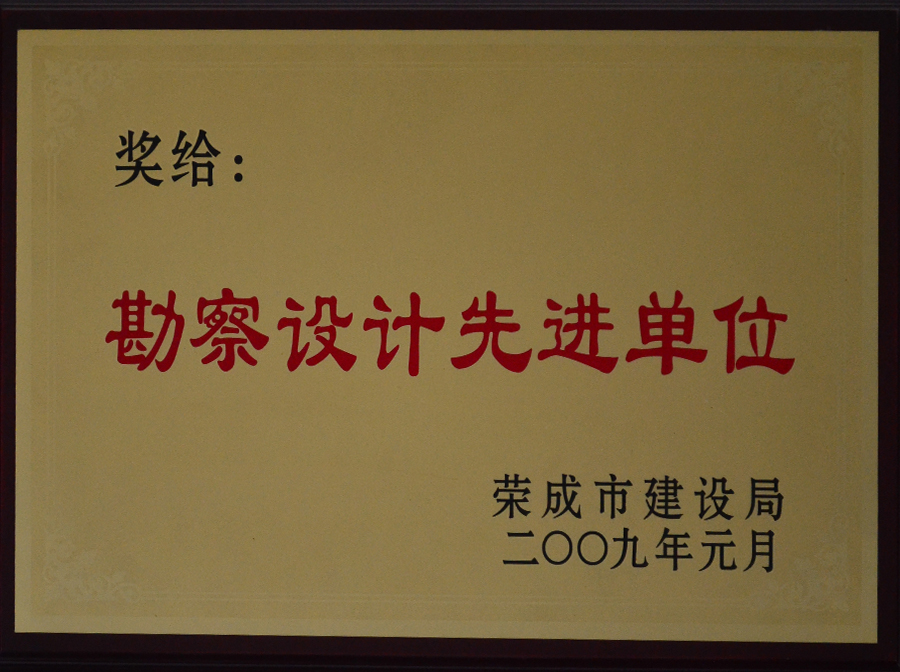 奖给：
勘察设计先进单位
荣成市建设局
二〇〇九年元月